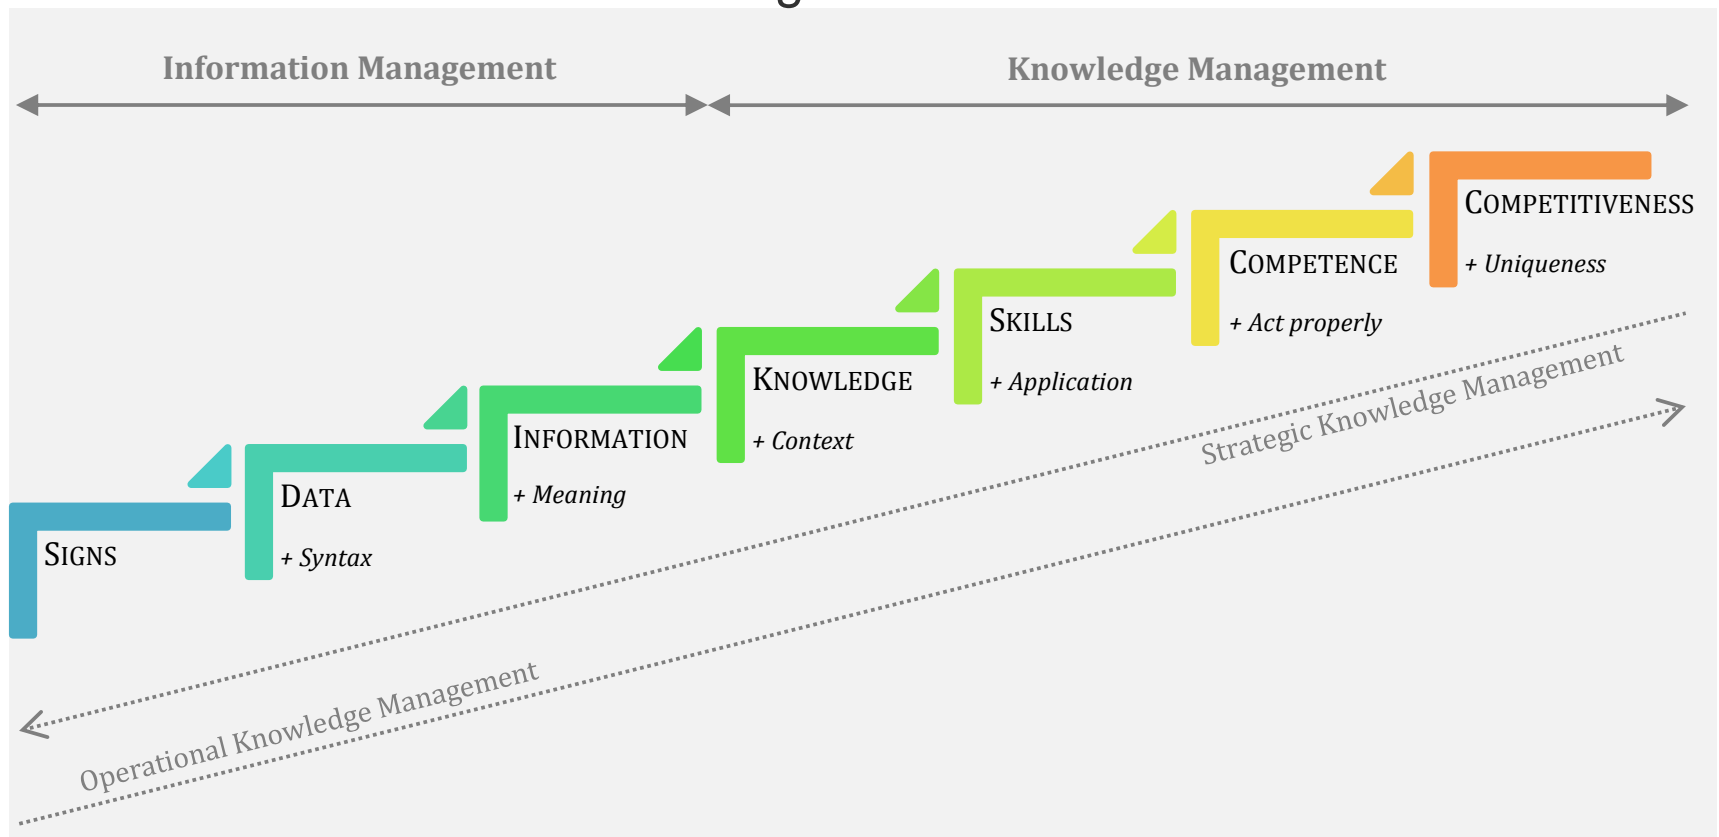 Information Management
Knowledge Management
COMPETITIVENESS
+ Uniqueness
COMPETENCE
+ Act properly
SKILLS
+ Application
KNOWLEDGE
+ Context
INFORMATION
+ Meaning
DATA
+ Syntax
SIGNS
Strategic Knowledge Management
Operational Knowledge Management